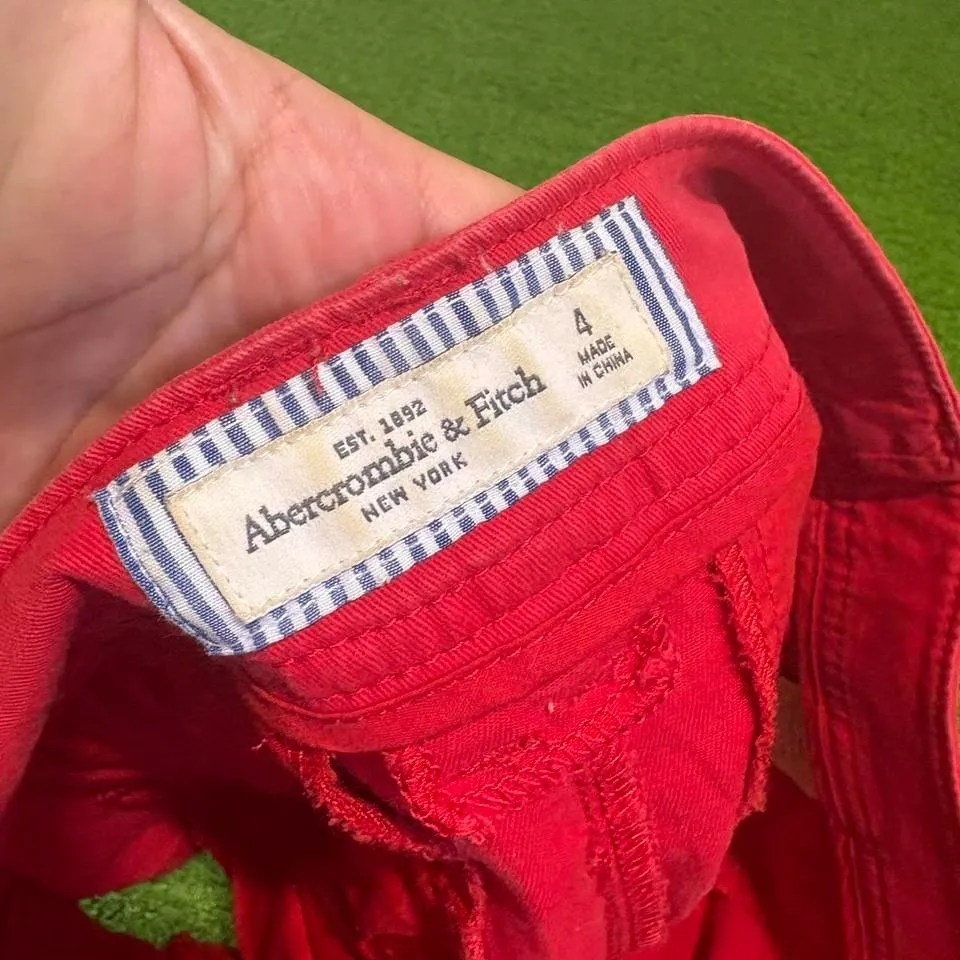 EST. 1892
Abercrombie & Fitch
NEW YORK
4
MADE
IN CHINA